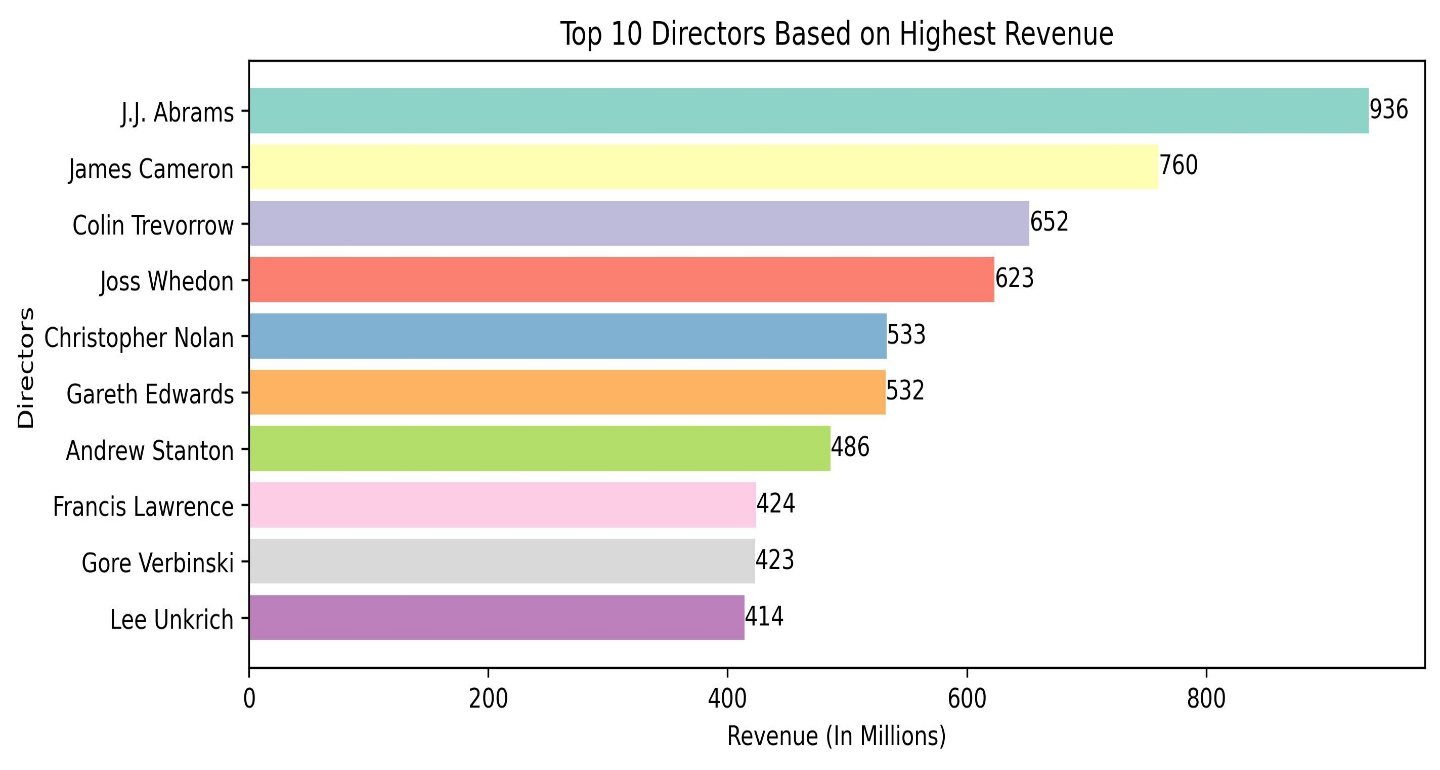 Top 10 Directors Based on Highest Revenue
Directors
J.J. Abrams 936
James Cameron 760
Colin Trevorrow 652
Joss Whedon 623
Christopher Nolan 533
Gareth Edwards 532
Andrew Stanton 486
Francis Lawrence 424
Gore Verbinski 423
Lee Unkrich 414
0 200 400 600 800
Revenue (In Millions)